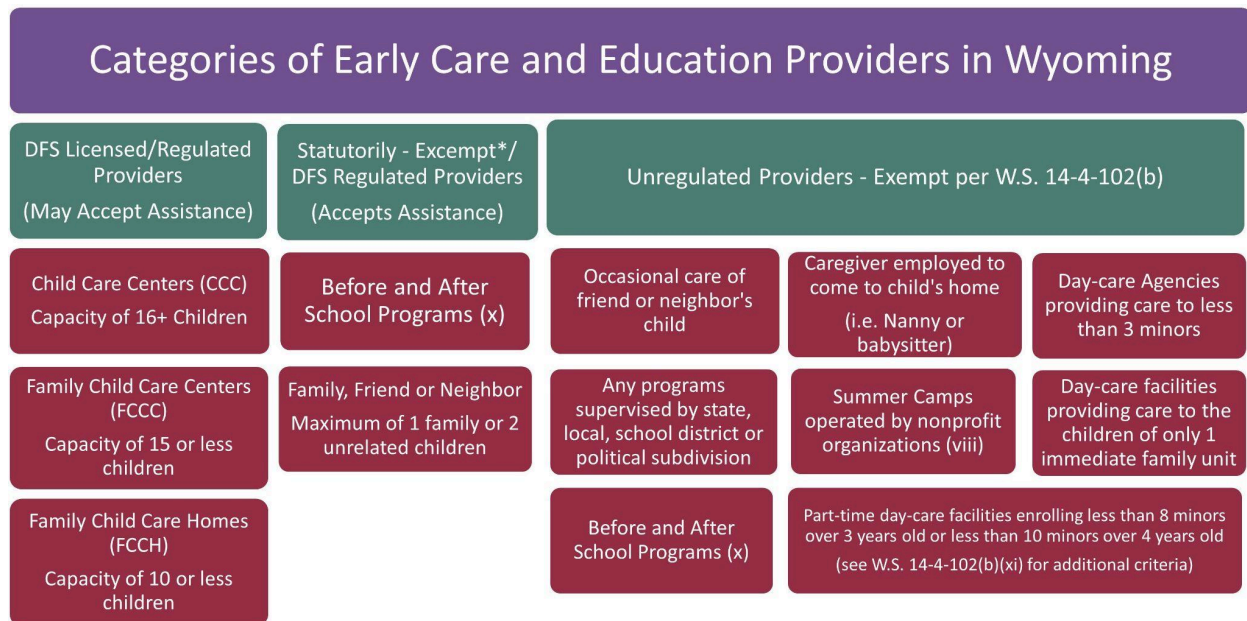 Categories of Early Care and Education Providers in Wyoming
DFS Licensed/Regulated
Providers
(May Accept Assistance)
Statutorily - Excempt*/
DFS Regulated Providers
(Accepts Assistance)
Unregulated Providers - Exempt per W.S. 14-4-102(b)
Child Care Centers (CCC)
Capacity of 16+ Children
Family Child Care Centers
(FCCC)
Capacity of 15 or less
children
Family Child Care Homes
(FCCH)
Capacity of 10 or less
children
Before and After
School Programs (x)
Family, Friend or Neighbor
Maximum of 1 family or 2
unrelated children
Occasional care of
friend or neighbor's
child
Caregiver employed to
come to child's home
(i.e. Nanny or
babysitter)
Day-care Agencies
providing care to less
than 3 minors
Any programs
supervised by state,
local, school district or
political subdivision
Summer Camps
operated by nonprofit
organizations (viii)
Day-care facilities
providing care to the
children of only 1
immediate family unit
Before and After
School Programs (x)
Part-time day-care facilities enrolling less than 8 minors
over 3 years old or less than 10 minors over 4 years old
(see W.S. 14-4-102(b)(xi) for additional criteria)